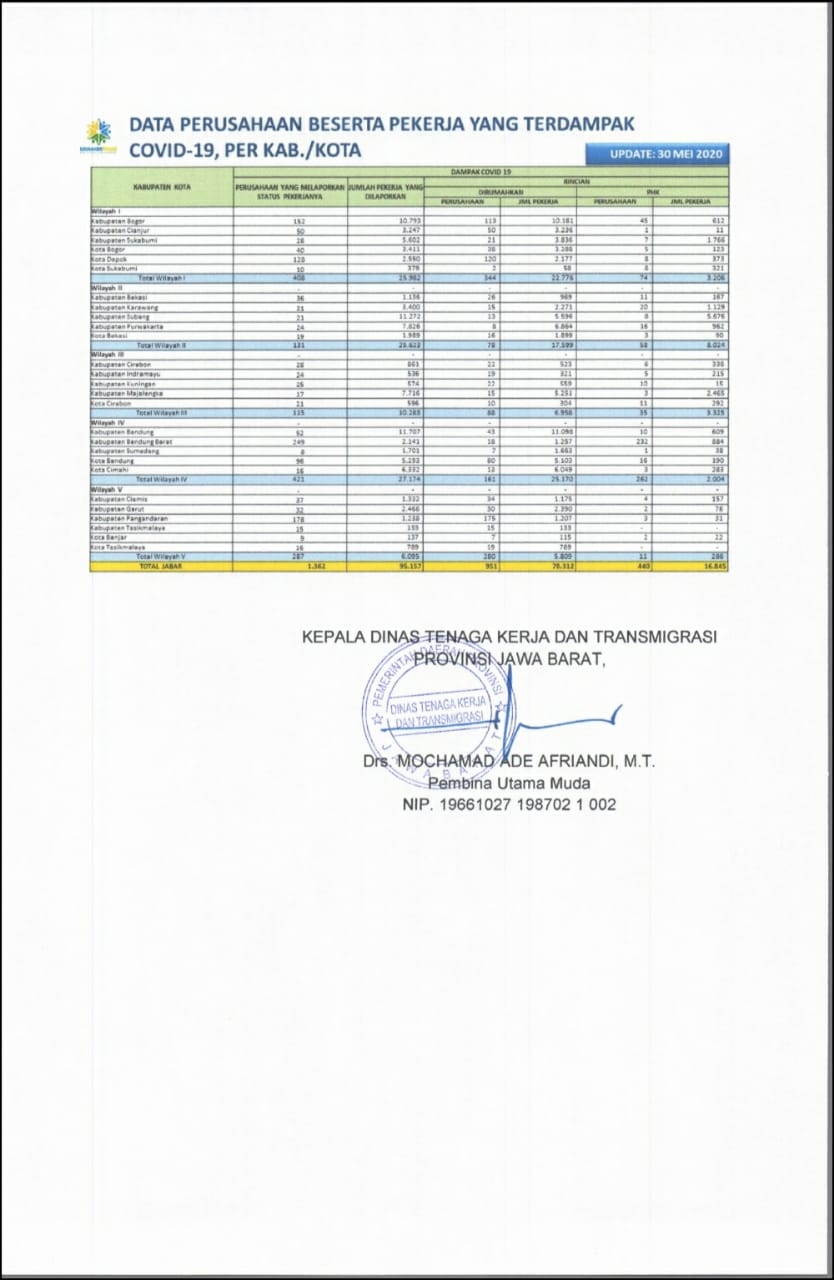 DATA PERUSAHAAN BESERTA PEKERJA YANG TERDAMPAK
COVID-19, PER KAB./KOTA
UPDATE: 30 MEI 2020
DAMPAK COVID 19
KABUPATEN KOTA PERUSAHAAN YANG MELAPORKAN STATUS PEKERJANYA JUMLAH PEKERJA YANG DILAPORKAN RINCIAN
DIRUMAHKAN PHK
PERUSAHAAN JML PEKERJA PERUSAHAAN JML PEKERJA
Wilayah I
Kabupaten Bogor 152 10.793 113 10.181 45 612
Kabupaten Cianjur 50 3.247 50 3.236 1 11
Kabupaten Sukabumi 28 5.602 21 3.836 7 1.766
Kota Bogor 40 3.411 38 3.288 5 123
Kota Depok 128 2.550 120 2.177 8 373
Kota Sukabumi 10 379 2 58 8 321
Total Wilayah I 408 25.982 344 22.776 74 3.206
Wilayah II - - - - - -
Kabupaten Bekasi 36 1.136 26 969 11 167
Kabupaten Karawang 31 3.400 15 2.271 20 1.129
Kabupaten Subang 21 11.272 13 5.596 8 5.676
Kabupaten Purwakarta 24 7.826 8 6.864 16 962
Kota Bekasi 19 1.989 16 1.899 3 90
Total Wilayah II 131 25.623 78 17.599 58 8.024
Wilayah III - - - - - -
Kabupaten Cirebon 28 861 22 523 6 338
Kabupaten Indramayu 24 536 19 321 5 215
Kabupaten Kuningan 25 574 22 559 10 15
Kabupaten Majalengka 17 7.716 15 5.251 3 2.465
Kota Cirebon 21 596 10 304 11 292
Total Wilayah III 115 10.283 88 6.958 35 3.325
Wilayah IV - - - - - -
Kabupaten Bandung 52 11.707 43 11.098 10 609
Kabupaten Bandung Barat 249 2.141 18 1.257 232 884
Kabupaten Sumedang 8 1.701 7 1.663 1 38
Kota Bandung 96 5.293 80 5.103 16 190
Kota Cimahi 16 6.332 13 6.049 3 283
Total Wilayah IV 421 27.174 161 25.170 262 2.004
Wilayah V - - - - - -
Kabupaten Ciamis 37 1.332 34 1.175 4 157
Kabupaten Garut 32 2.466 30 2.390 2 76
Kabupaten Pangandaran 178 1.238 175 1.207 3 31
Kabupaten Tasikmalaya 15 133 15 133 - -
Kota Banjar 9 137 7 115 2 22
Kota Tasikmalaya 16 789 19 789 - -
Total Wilayah V 287 6.095 280 5.809 11 286
TOTAL JABAR 1.362 95.157 951 78.312 440 16.845
KEPALA DINAS TENAGA KERJA DAN TRANSMIGRASI
PROVINSI JAWA BARAT,
PEMERINTAH DAERAH PROVINSI
DINAS TENAGA KERJA
DAN TRANSMIGRASI
JAWA BARAT
Drs. MOCHAMAD ADE AFRIANDI, M.T.
Pembina Utama Muda
NIP. 19661027 198702 1 002